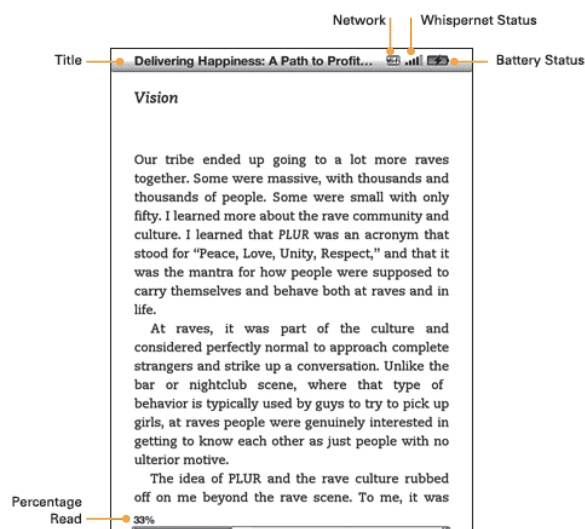 Network
Whispernet Status
Title
Delivering Happiness: A Path to Profit...
Wi-Fi
Battery Status
Vision
Our tribe ended up going to a lot more raves
together. Some were massive, with thousands and
thousands of people. Some were small with only
fifty. I learned more about the rave community and
culture. I learned that PLUR was an acronym that
stood for “Peace, Love, Unity, Respect,” and that it
was the mantra for how people were supposed to
carry themselves and behave both at raves and in
life.
At raves, it was part of the culture and
considered perfectly normal to approach complete
strangers and strike up a conversation. Unlike the
bar or nightclub scene, where that type of
behavior is typically used by guys to try to pick up
girls, at raves people were genuinely interested in
getting to know each other as just people with no
ulterior motive.
The idea of PLUR and the rave culture rubbed
off on me beyond the rave scene. To me, it was
Percentage
Read
33%